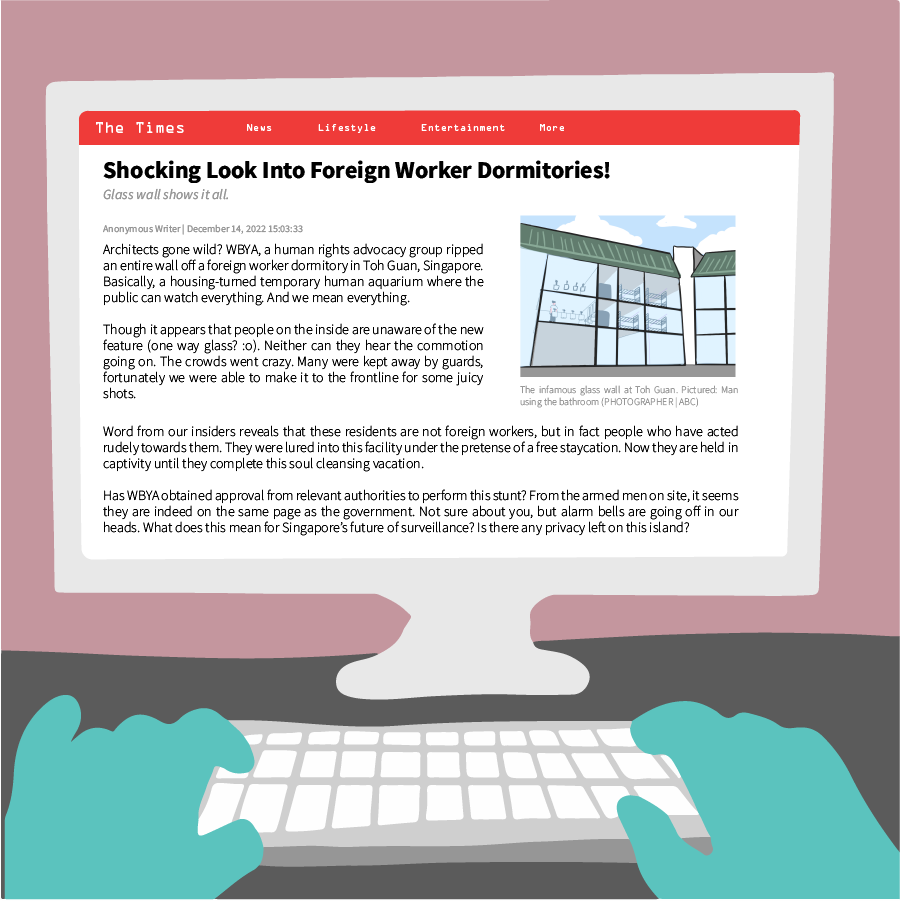 The Times
News
Lifestyle
Entertainment
More
Shocking Look Into Foreign Worker Dormitories!
Glass wall shows it all.
Anonymous Writer | December 14, 2022 15:03:33
Architects gone wild? WBYA, a human rights advocacy group ripped
an entire wall off a foreign worker dormitory in Toh Guan, Singapore.
Basically, a housing-turned temporary human aquarium where the
public can watch everything. And we mean everything.
Though it appears that people on the inside are unaware of the new
feature (one way glass? :o). Neither can they hear the commotion
going on. The crowds went crazy. Many were kept away by guards,
fortunately we were able to make it to the frontline for some juicy
shots.
The infamous glass wall at Toh Guan. Pictured: Man
using the bathroom (PHOTOGRAPHER | ABC)
Word from our insiders reveals that these residents are not foreign workers, but in fact people who have acted
rudely towards them. They were lured into this facility under the pretense of a free staycation. Now they are held in
captivity until they complete this soul cleansing vacation.
Has WBYA obtained approval from relevant authorities to perform this stunt? From the armed men on site, it seems
they are indeed on the same page as the government. Not sure about you, but alarm bells are going off in our
heads. What does this mean for Singapore's future of surveillance? Is there any privacy left on this island?